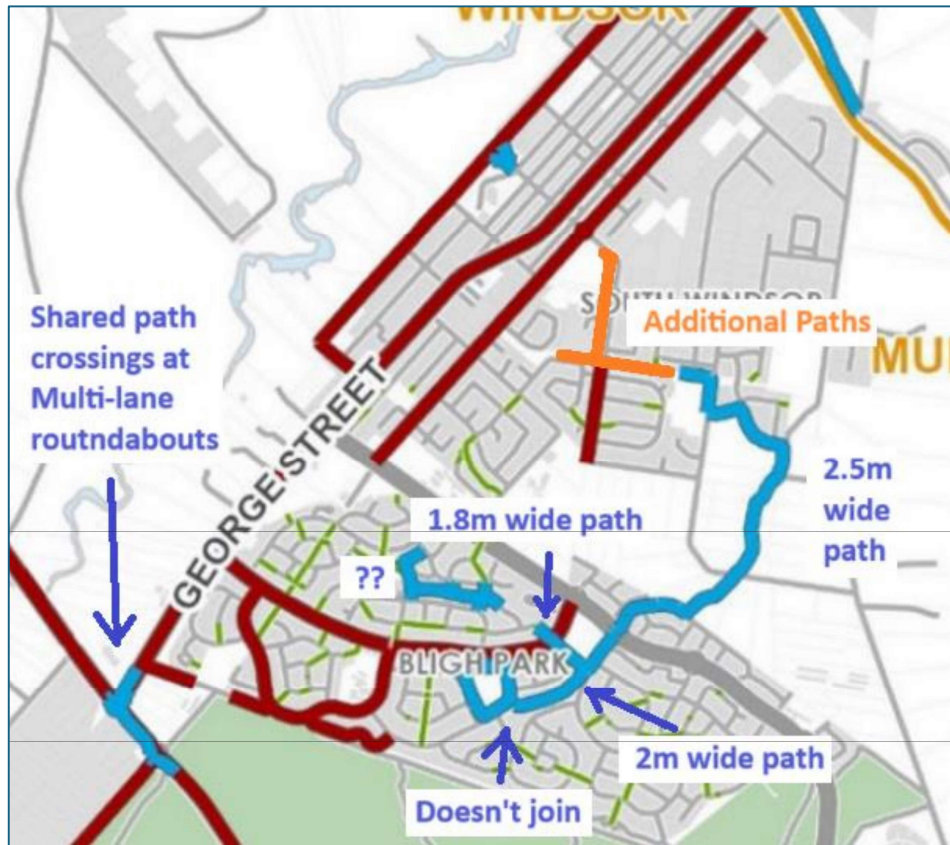 WINDSOR
SOUTH WINDSOR
Additional Paths
MU
Shared path
crossings at
Multi-lane
routndabouts
GEORGE STREET
2.5m
wide
path
1.8m wide path
??
BLIGH PARK
2m wide path
Doesn't join